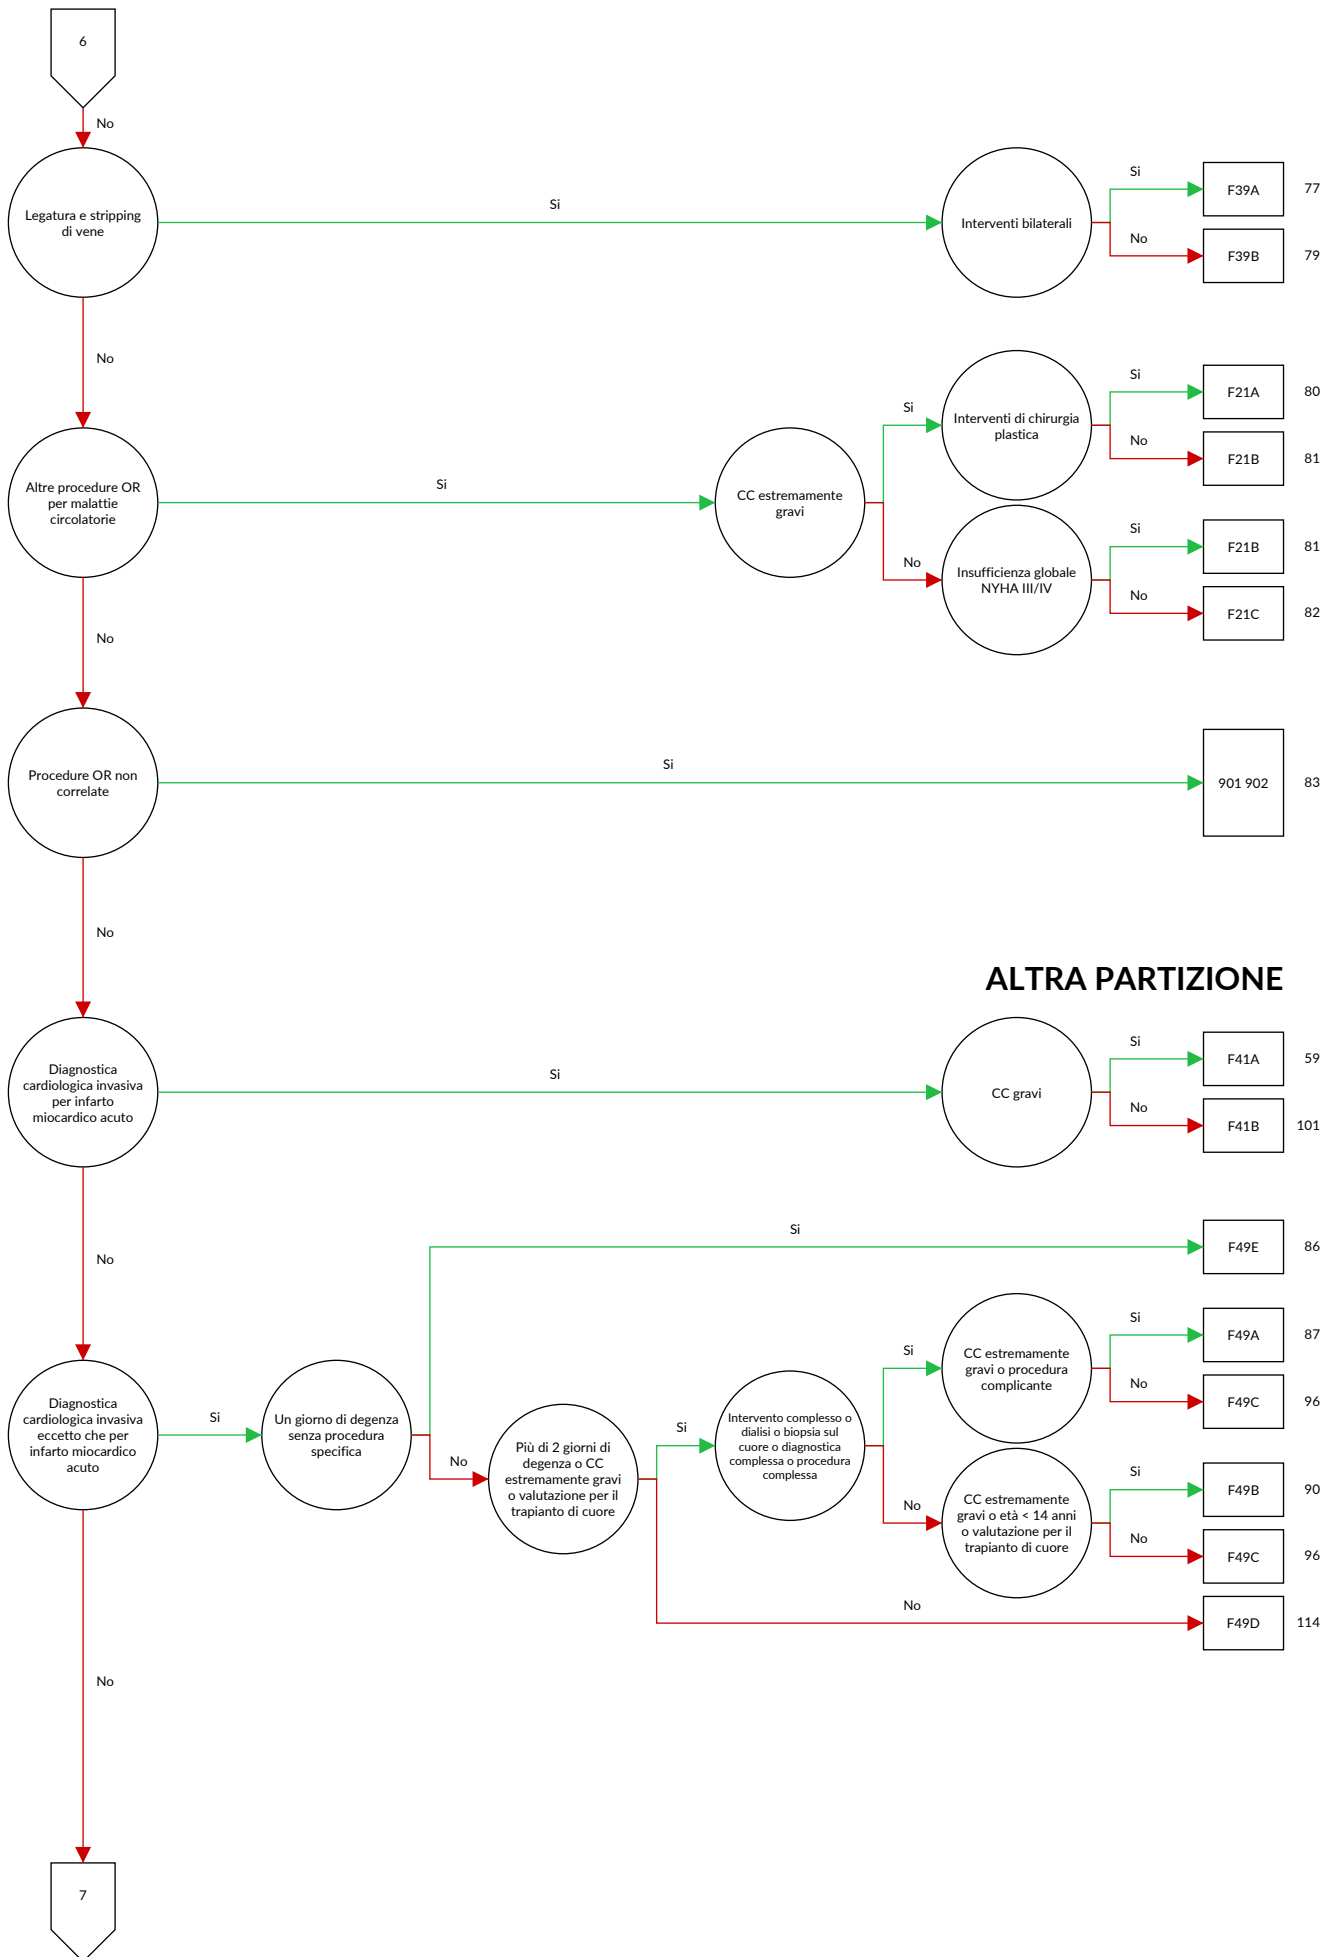 6
No
Legatura e stripping
di vene
Si
Interventi bilaterali
Si
F39A
77
No
F39B
79
No
Altre procedure OR
per malattie
circolatorie
Si
CC estremamente
gravi
Si
Interventi di chirurgia
plastica
Si
F21A
80
No
F21B
81
No
Insufficienza globale
NYHA III/IV
Si
F21B
81
No
F21C
82
No
Procedure OR non
correlate
Si
901 902
83
No
ALTRA PARTIZIONE
Diagnostica
cardiologica invasiva
per infarto
miocardico acuto
Si
CC gravi
Si
F41A
59
No
F41B
101
No
Diagnostica
cardiologica invasiva
eccetto che per
infarto miocardico
acuto
Si
Un giorno di degenza
senza procedura
specifica
Si
F49E
86
No
Più di 2 giorni di
degenza o CC
estremamente gravi
o valutazione per il
trapianto di cuore
Si
Intervento complesso o
dialisi o biopsia sul
cuore o diagnostica
complessa o procedura
complessa
Si
CC estremamente
gravi o procedura
complicante
Si
F49A
87
No
F49C
96
No
CC estremamente
gravi o età < 14 anni
o valutazione per il
trapianto di cuore
Si
F49B
90
No
F49C
96
No
F49D
114
No
7